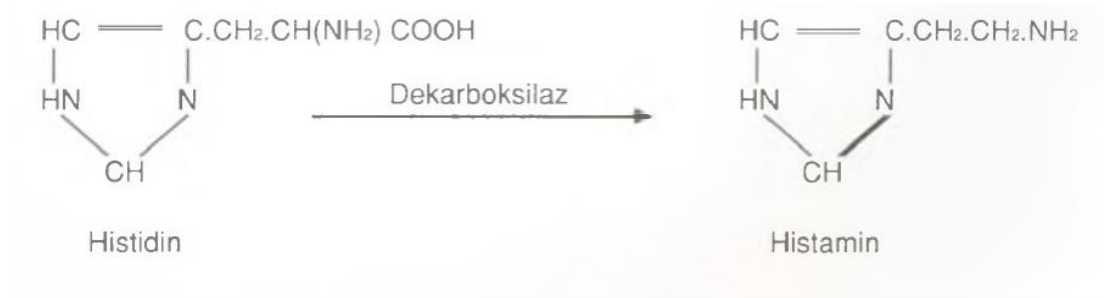 HC C.CH₂.CH(NH₂) COOH HC C.CH₂.CH₂.NH₂
HN N Dekarboksilaz HN N
CH CH
Histidin Histamin